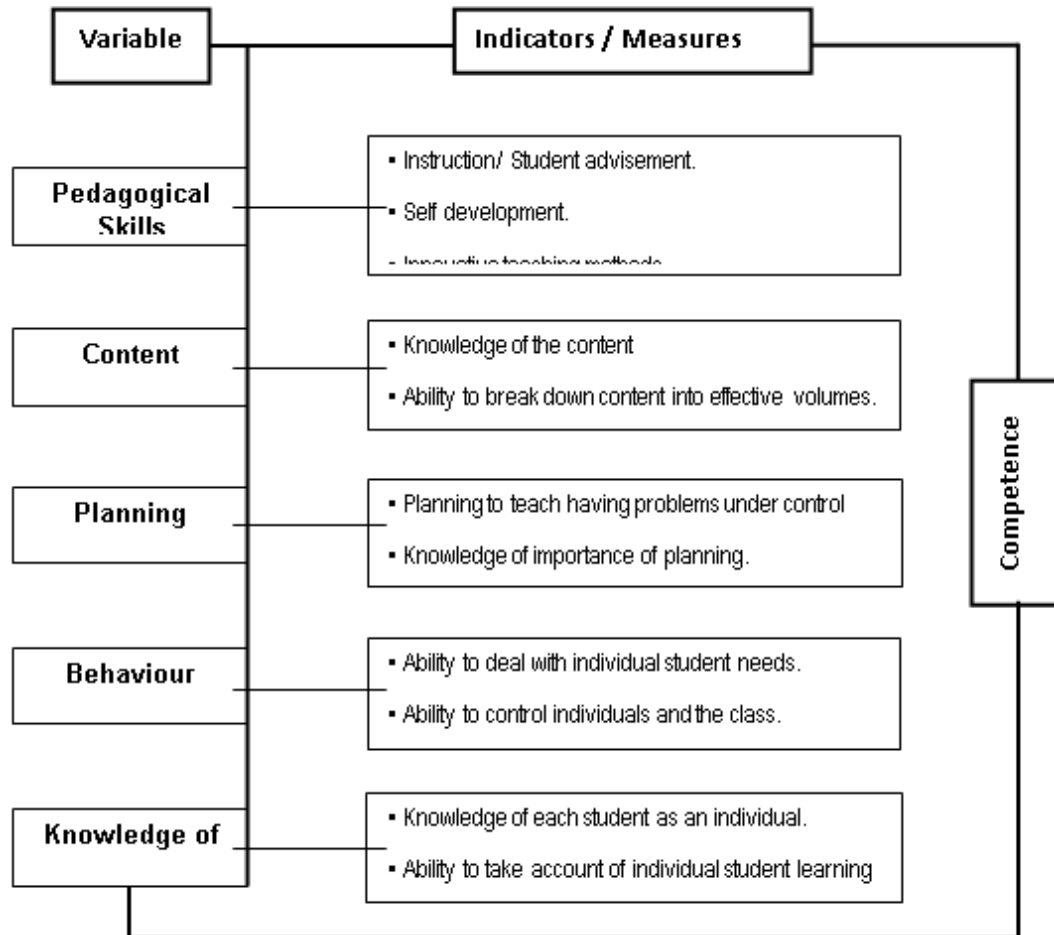 Variable
Indicators / Measures
Pedagogical
Skills
▪ Instruction/ Student advisement.
▪ Self development.
▪ Innovative teaching methods
Content
▪ Knowledge of the content
▪ Ability to break down content into effective volumes.
Planning
▪ Planning to teach having problems under control
▪ Knowledge of importance of planning.
Behaviour
▪ Ability to deal with individual student needs.
▪ Ability to control individuals and the class.
Knowledge of
▪ Knowledge of each student as an individual.
▪ Ability to take account of individual student learning
Competence